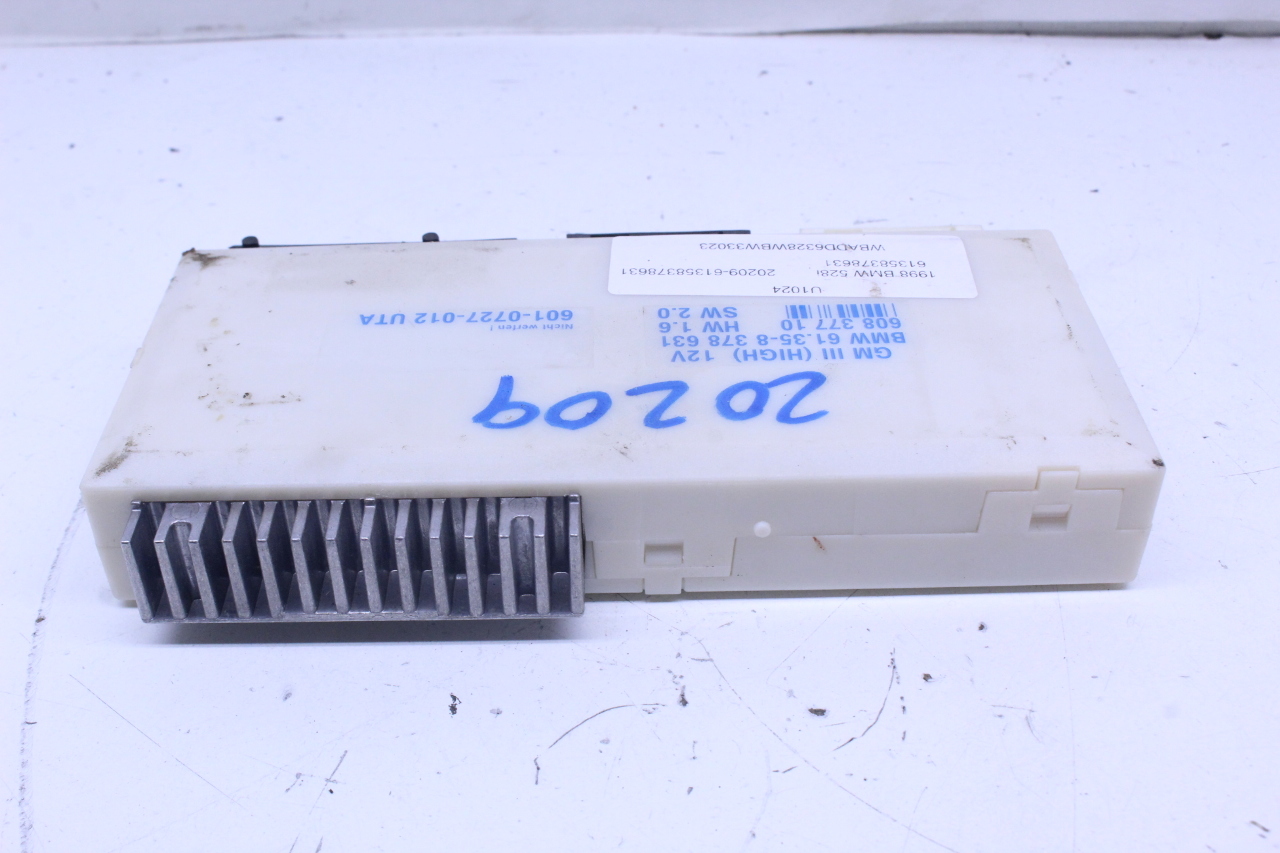 20209
GM III (HIGH) 12V
BMW 61.35-8 378 631
608 377 10 HW 1.6
SW 2.0
Nicht werfen!
601-0727-012 UTA
U1024
1998 BMW 528i 20209-61358378631
61358378631
WBADD6328WBW33023